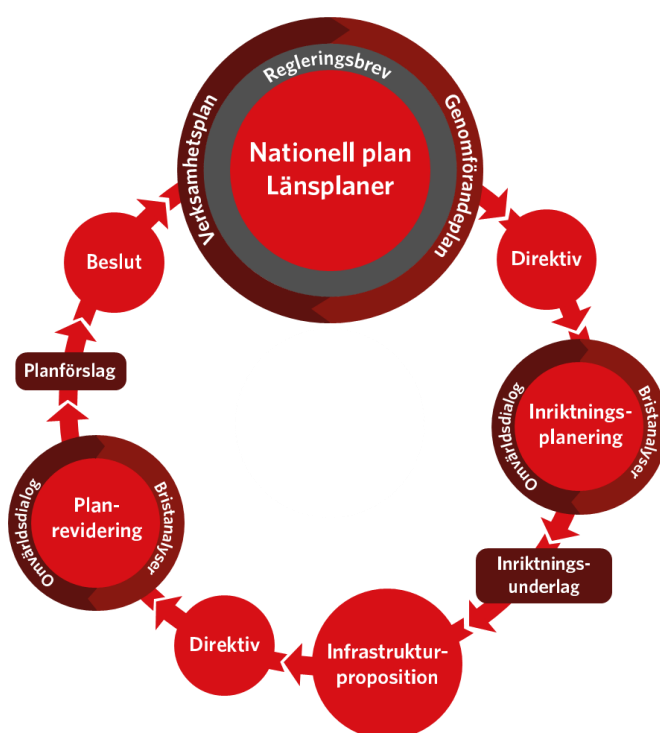 Regleringsbrev
Verksamhetsplan
Genomförandeplan
Nationell plan
Länsplaner
Direktiv
Omvärldsdialog
Inriktnings-
planering
Bristanalyser
Inriktnings-
underlag
Infrastruktur-
proposition
Direktiv
Omvärldsdialog
Plan-
revidering
Bristanalyser
Planförslag
Beslut